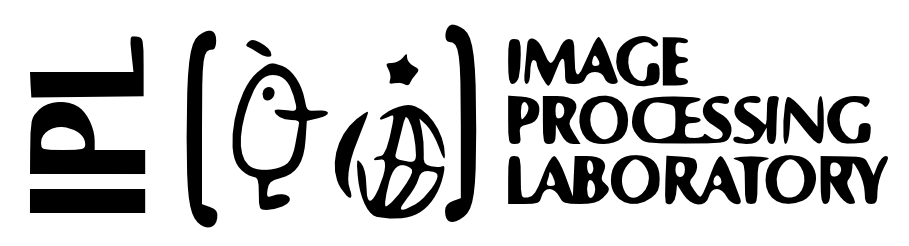 IPL
IMAGE
PROCESSING
LABORATORY